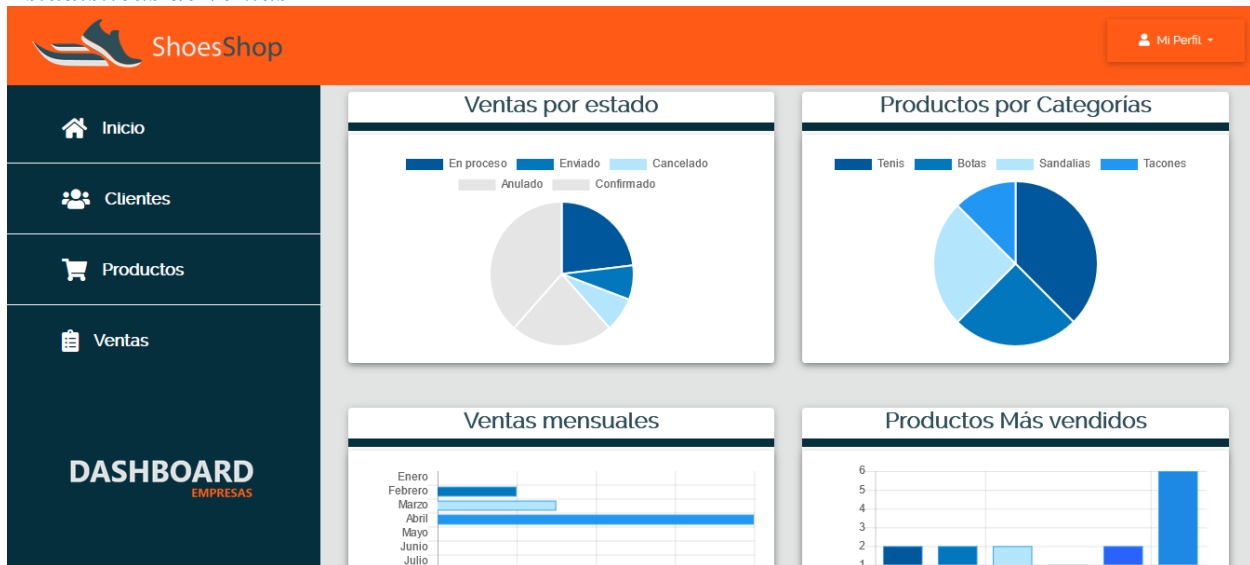 ShoesShop
Mi Perfil
Inicio
Clientes
Productos
Ventas
DASHBOARD
EMPRESAS
Ventas por estado
En proceso Enviado Cancelado
Anulado Confirmado
Productos por Categorías
Tenis Botas Sandalias Tacones
Ventas mensuales
Enero
Febrero
Marzo
Abril
Mayo
Junio
Julio
Productos Más vendidos
6
5
4
3
2
1